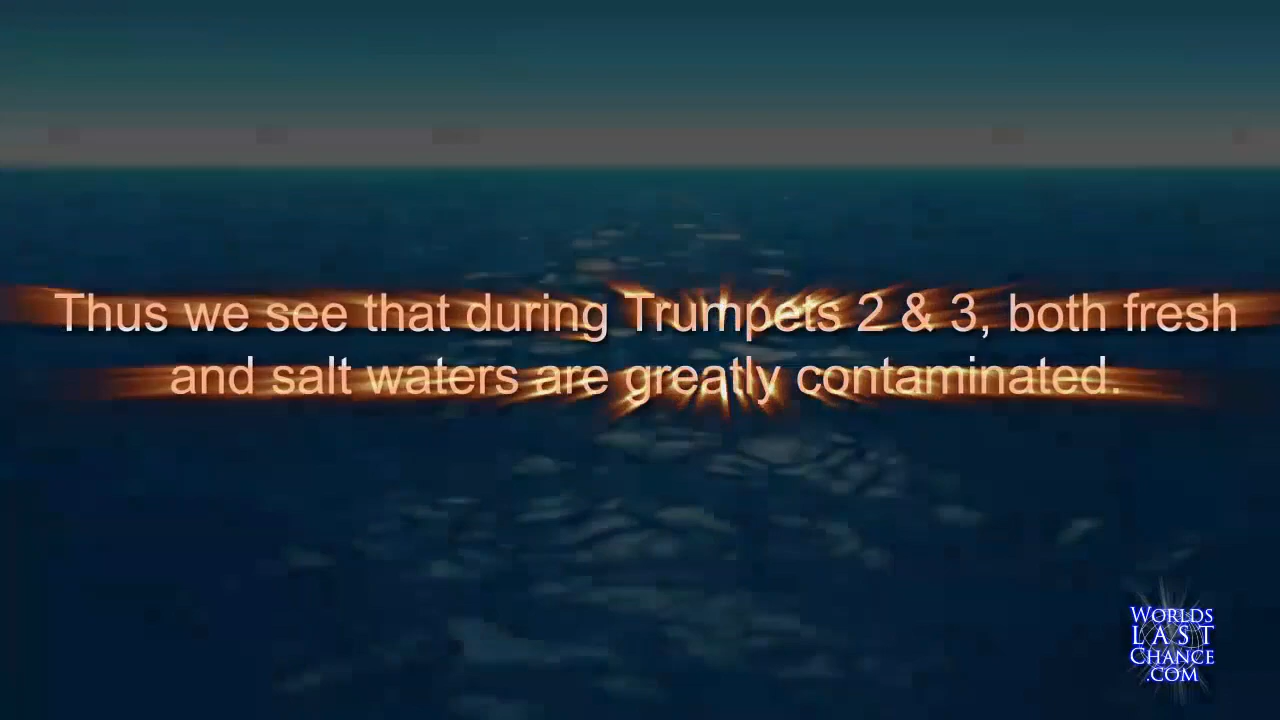 Thus we see that during Trumpets 2 & 3, both fresh
and salt waters are greatly contaminated.
WORLDS
LAST
CHANCE
.COM